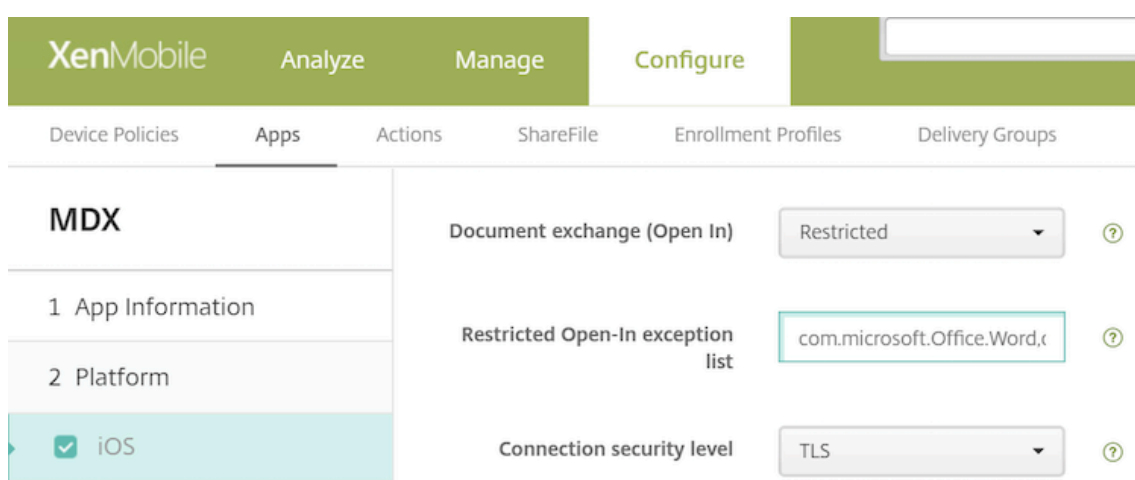 XenMobile Analyze Manage Configure
Device Policies Apps Actions ShareFile Enrollment Profiles Delivery Groups
MDX
1 App Information
2 Platform
iOS
Document exchange (Open In) Restricted ?
Restricted Open-In exception list com.microsoft.Office.Word, ?
Connection security level TLS ?